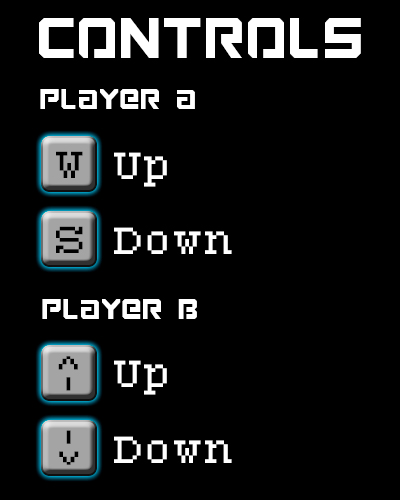 CONTROLS
PLAYER A
W Up
S Down
PLAYER B
Up
Down